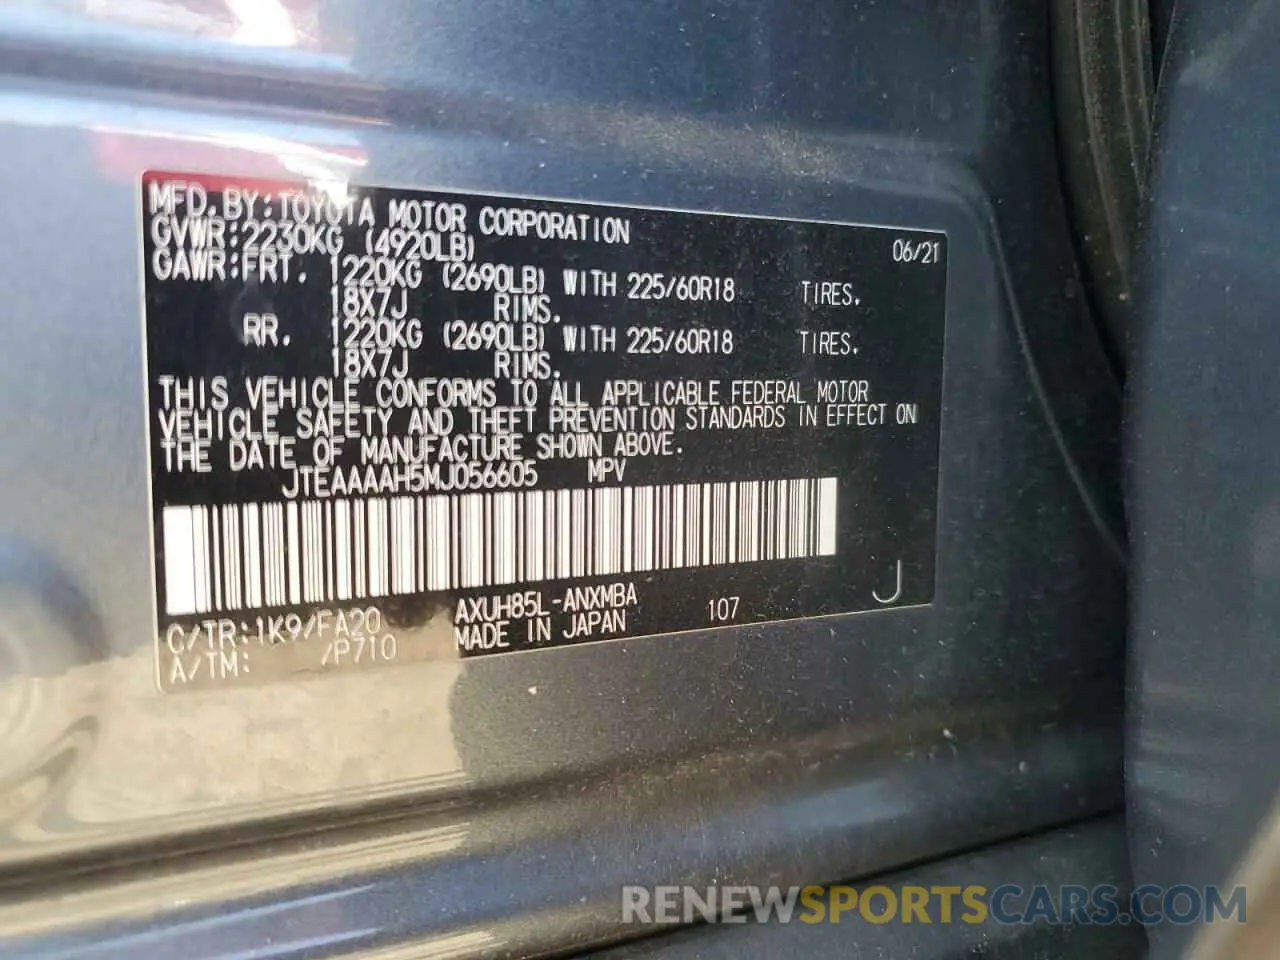 MFD. BY: TOYOTA MOTOR CORPORATION 06/21
GVWR: 2230KG (4920LB)
GAWR: FRT. 1220KG (2690LB) WITH 225/60R18 TIRES.
18X7J RIMS.
RR. 1220KG (2690LB) WITH 225/60R18 TIRES.
18X7J RIMS.
THIS VEHICLE CONFORMS TO ALL APPLICABLE FEDERAL MOTOR
VEHICLE SAFETY AND THEFT PREVENTION STANDARDS IN EFFECT ON
THE DATE OF MANUFACTURE SHOWN ABOVE.
JTEAAAAH5MJ056605 MPV
C/TR: 1K9/FA20 AXUH85L-ANXMBA 107 J
A/TM: /P710 MADE IN JAPAN
RENEWSPORTSCARS.COM